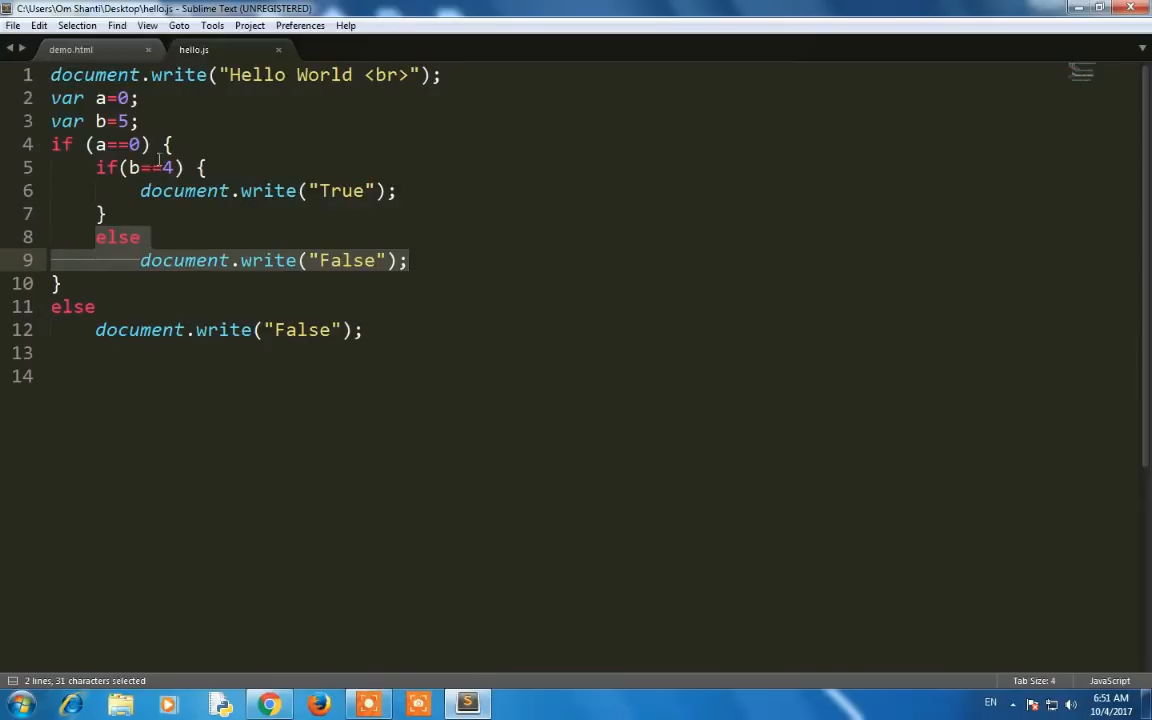 C:\Users\Om Shanti\Desktop\hello.js - Sublime Text (UNREGISTERED)
File Edit Selection Find View Goto Tools Project Preferences Help
demo.html × hello.js ×
1 document.write("Hello World <br>");
2 var a=0;
3 var b=5;
4 if (a==0) {
5 if(b==4) {
6 document.write("True");
7 }
8 else
9 document.write("False");
10 }
11 else
12 document.write("False");
13
14
2 lines, 31 characters selected Tab Size: 4 JavaScript
EN 6:51 AM
10/4/2017